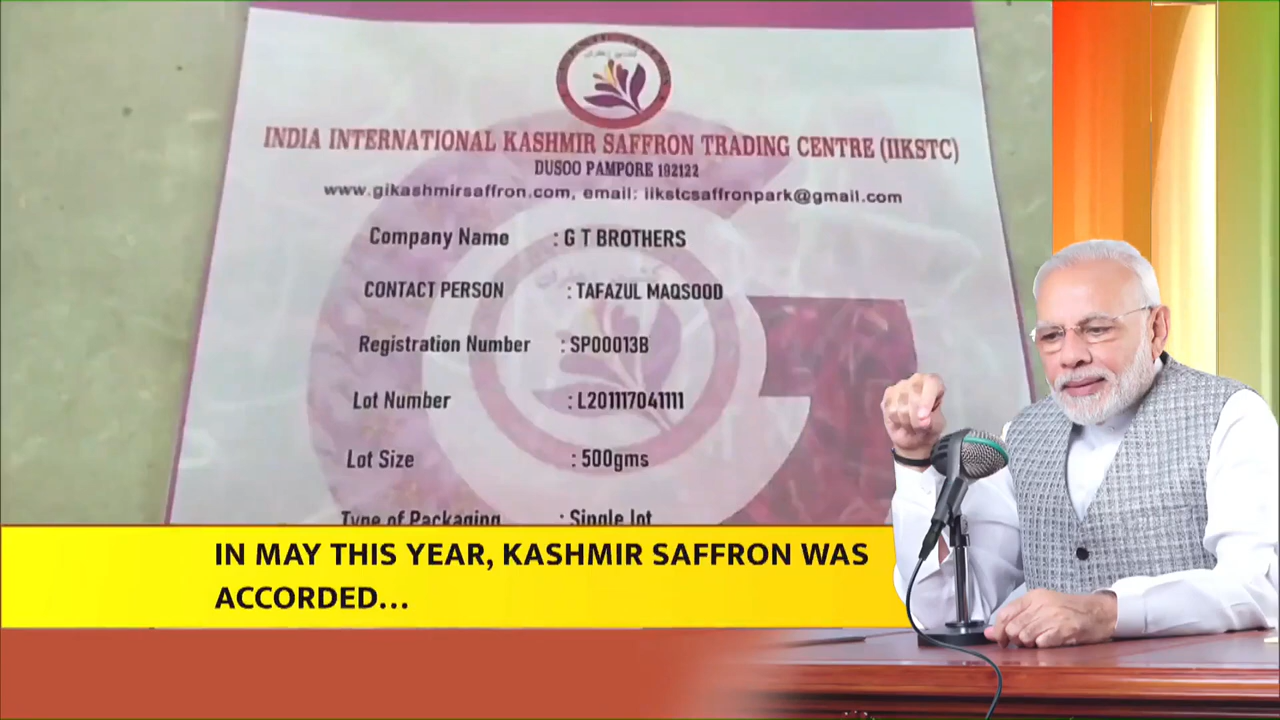 INDIA INTERNATIONAL KASHMIR SAFFRON TRADING CENTRE (IIKSTC)
DUSOO PAMPORE 192122
www.gikashmirsaffron.com, email: iikstcsaffronpark@gmail.com
Company Name : G T BROTHERS
CONTACT PERSON : TAFAZUL MAQSOOD
Registration Number : SP00013B
Lot Number : L201117041111
Lot Size : 500gms
Type of Packaging : Single lot
IN MAY THIS YEAR, KASHMIR SAFFRON WAS
ACCORDED...